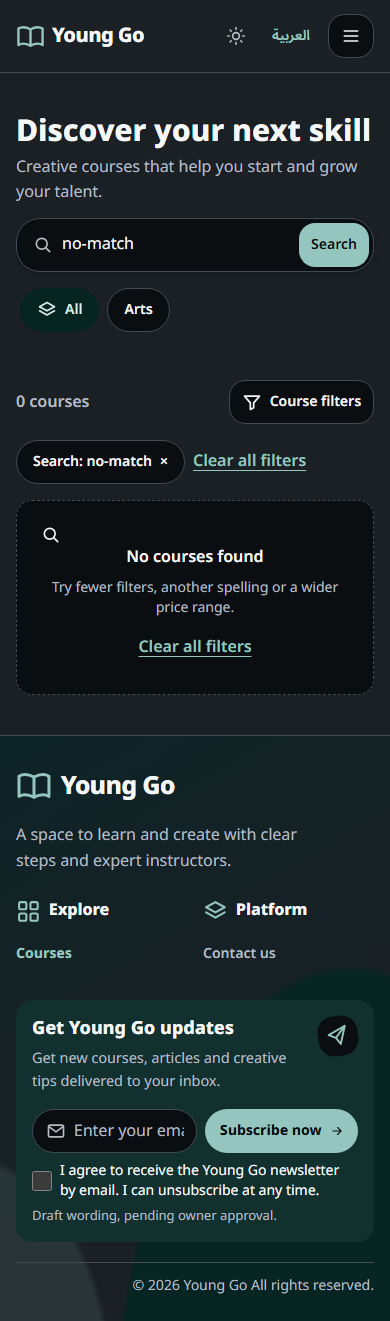 Young Go
العربية
Discover your next skill
Creative courses that help you start and grow
your talent.
no-match
Search
All
Arts
0 courses
Course filters
Search: no-match ×
Clear all filters
No courses found
Try fewer filters, another spelling or a wider
price range.
Clear all filters
Young Go
A space to learn and create with clear
steps and expert instructors.
Explore
Platform
Courses
Contact us
Get Young Go updates
Get new courses, articles and creative
tips delivered to your inbox.
Enter your ema
Subscribe now →
I agree to receive the Young Go newsletter
by email. I can unsubscribe at any time.
Draft wording, pending owner approval.
© 2026 Young Go All rights reserved.